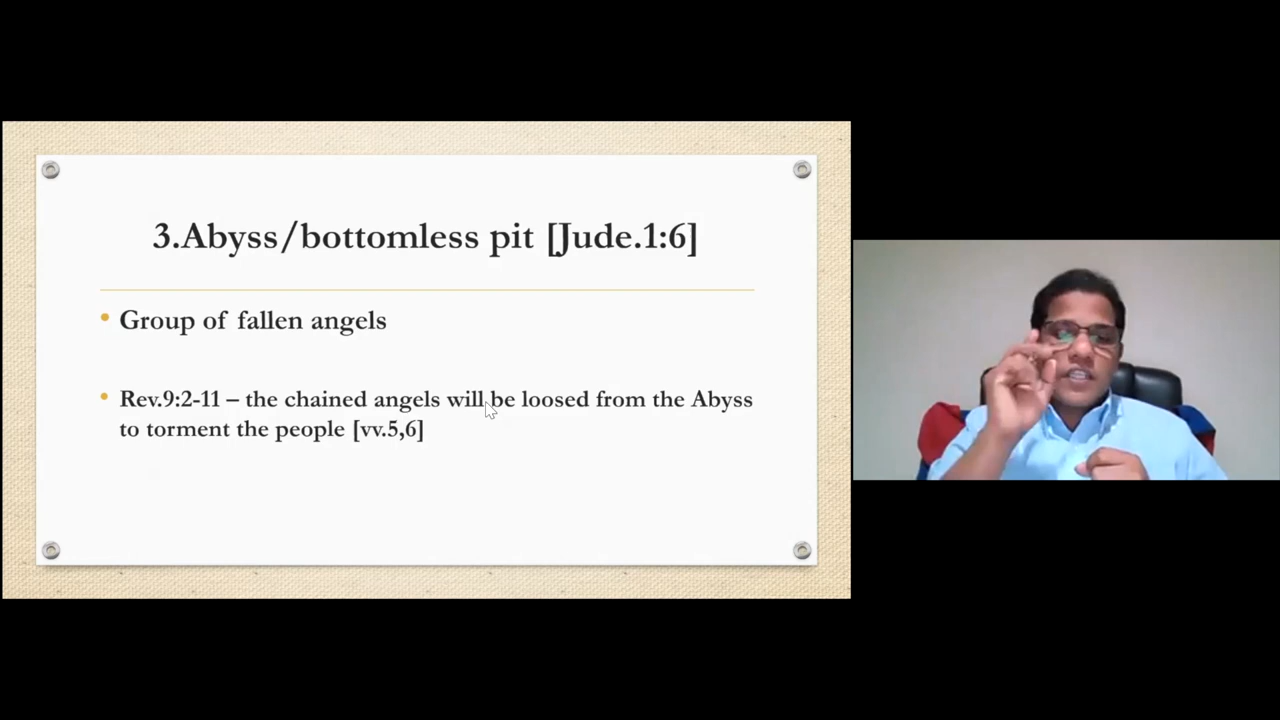 3.Abyss/bottomless pit [Jude.1:6]
• Group of fallen angels
• Rev.9:2-11 – the chained angels will be loosed from the Abyss
to torment the people [vv.5,6]